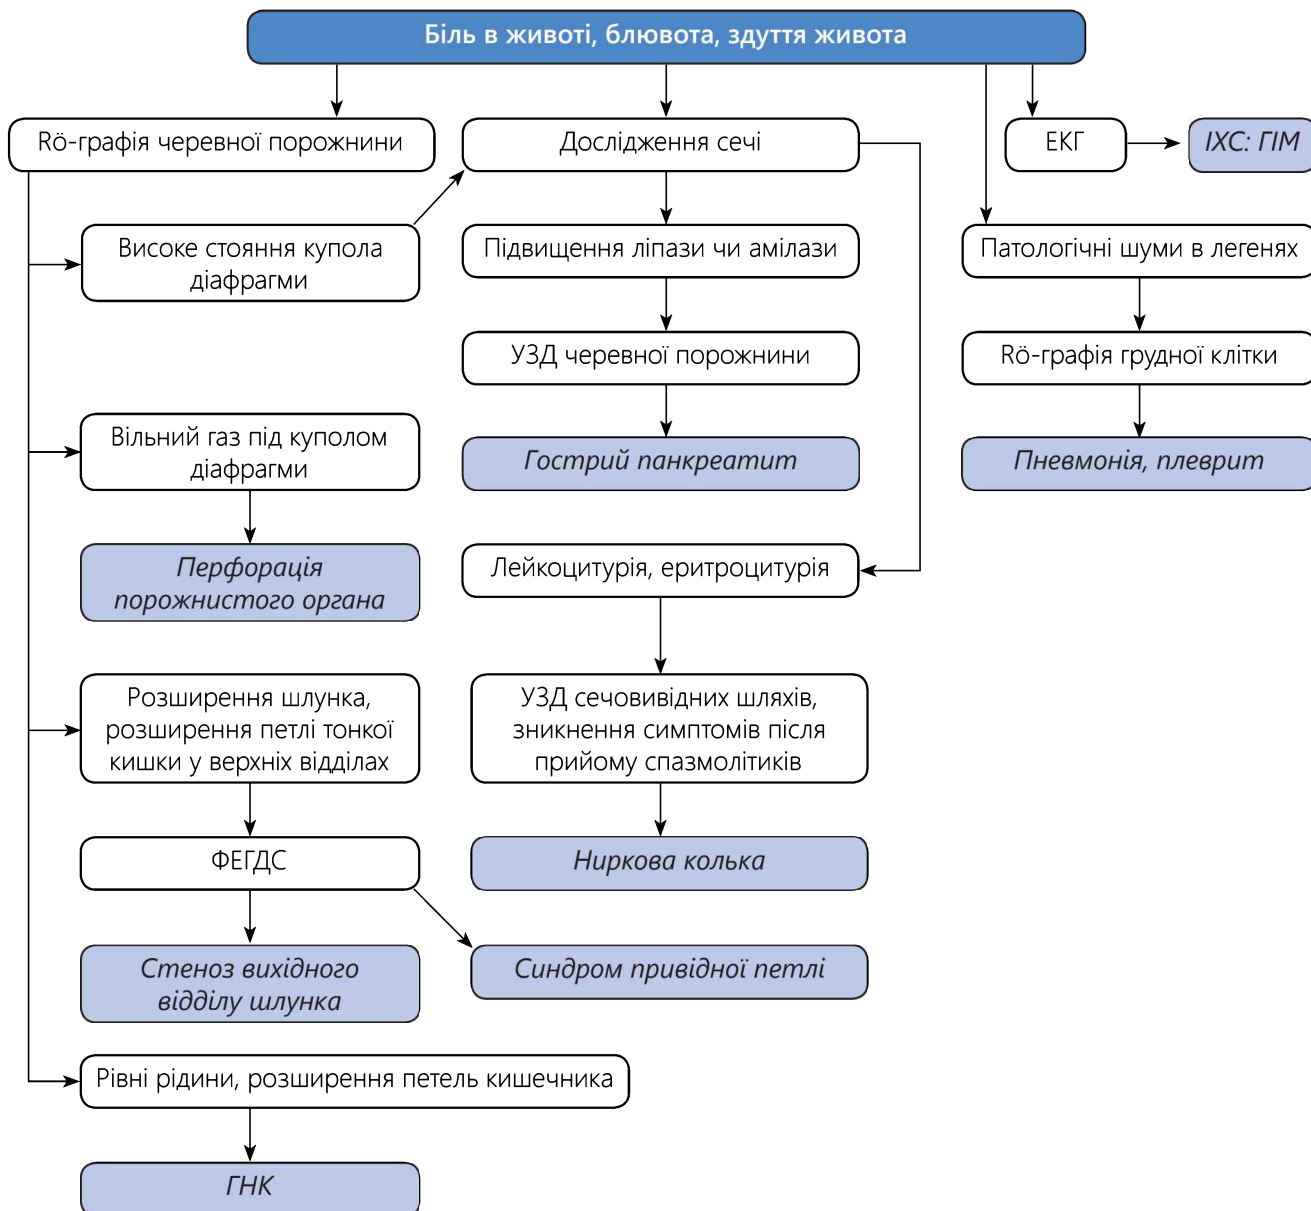 Біль в животі, блювота, здуття живота
Rö-графія черевної порожнини
Дослідження сечі
ЕКГ
ІХС: ГІМ
Високе стояння купола
діафрагми
Підвищення ліпази чи амілази
Патологічні шуми в легенях
УЗД черевної порожнини
Rö-графія грудної клітки
Вільний газ під куполом
діафрагми
Гострий панкреатит
Пневмонія, плеврит
Перфорація
порожнистого органа
Лейкоцитурія, еритроцитурія
Розширення шлунка,
розширення петлі тонкої
кишки у верхніх відділах
УЗД сечовивідних шляхів,
зникнення симптомів після
прийому спазмолітиків
ФЕГДС
Ниркова колька
Стеноз вихідного
відділу шлунка
Синдром привідної петлі
Рівні рідини, розширення петель кишечника
ГНК